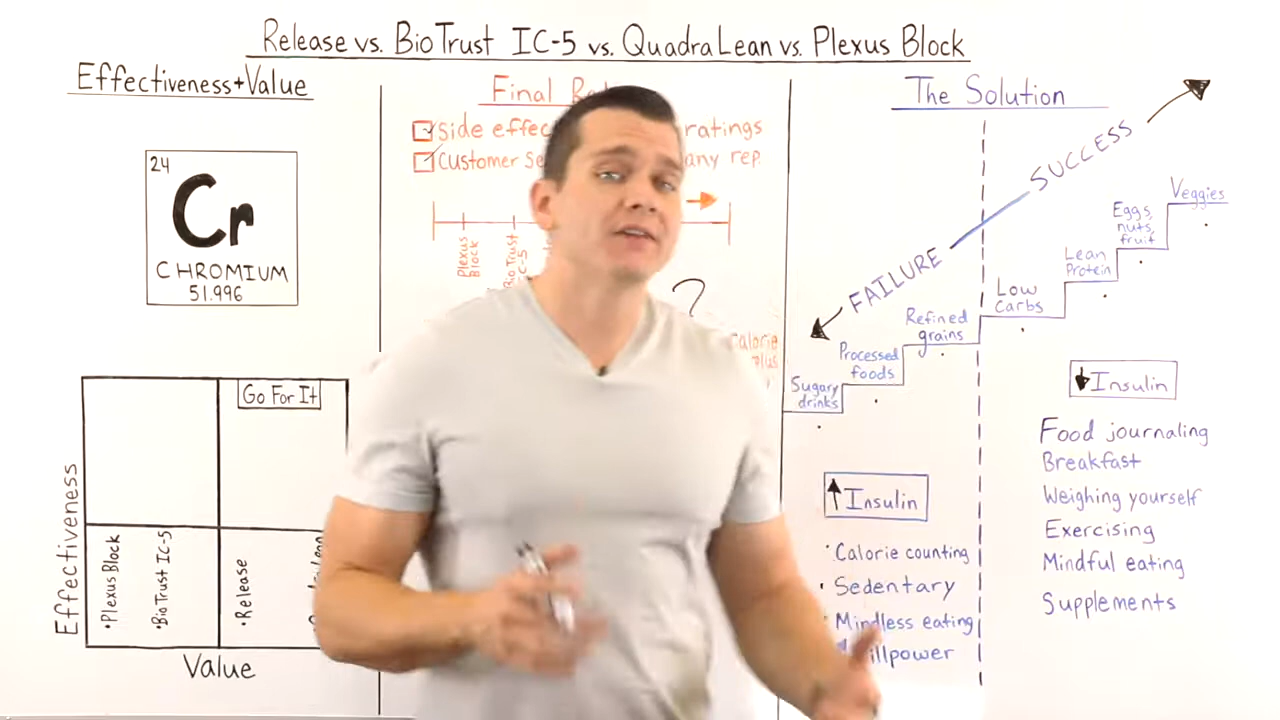 Release vs. BioTrust IC-5 vs. QuadraLean vs. Plexus Block
Effectiveness+Value
24
Cr
CHROMIUM
51.996
Go For It
Effectiveness
Plexus Block
BioTrust IC-5
Release
Value
Final
Side
ratings
Customer
rep.
Plexus
Block
BioTrust
IC-5
?
The Solution
FAILURE
SUCCESS
Veggies
Eggs,
nuts,
fruit
Lean
Protein
Low
Carbs
Refined
grains
Processed
foods
Sugary
drinks
↑ Insulin
Calorie counting
Sedentary
Mindless eating
↓ Insulin
Food journaling
Breakfast
Weighing yourself
Exercising
Mindful eating
Supplements